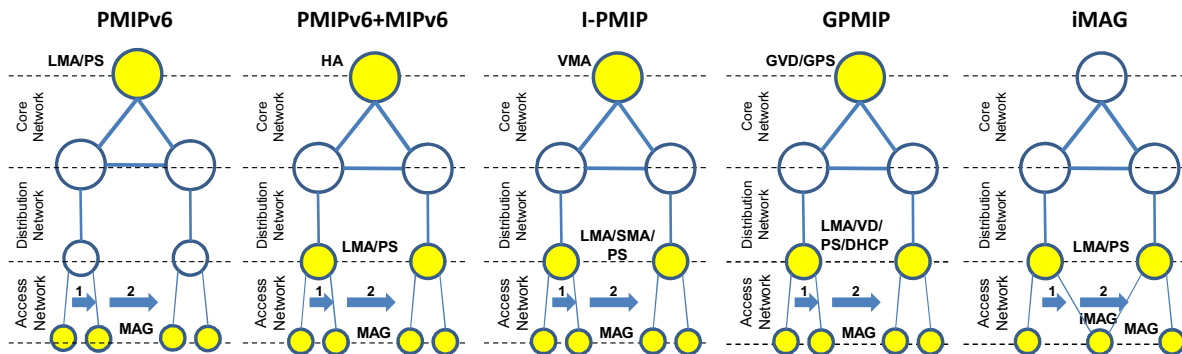 PMIPv6
LMA/PS
Core
Network
Distribution
Network
Access
Network
1
2
MAG
PMIPv6+MIPv6
HA
Core
Network
Distribution
Network
LMA/PS
Access
Network
1
2
MAG
I-PMIP
VMA
Core
Network
Distribution
Network
LMA/SMA/
PS
Access
Network
1
2
MAG
GPMIP
GVD/GPS
Core
Network
Distribution
Network
LMA/VD/
PS/DHCP
Access
Network
1
2
MAG
iMAG
Core
Network
Distribution
Network
LMA/PS
Access
Network
1
2
iMAG
MAG